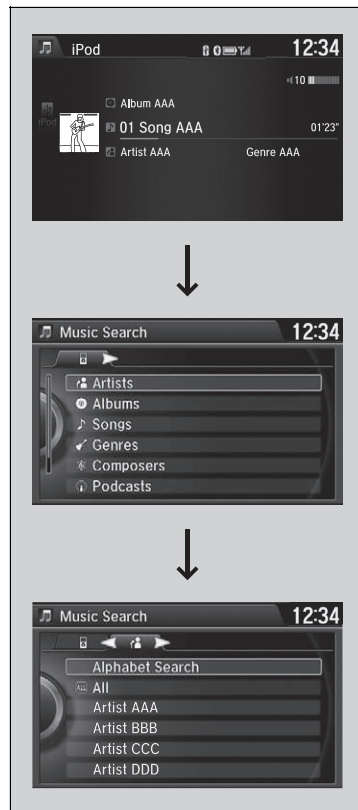 iPod 12:34
10
iPod
Album AAA
01 Song AAA 01'23"
Artist AAA Genre AAA
Music Search 12:34
Artists
Albums
Songs
Genres
Composers
Podcasts
Music Search 12:34
Alphabet Search
ALL All
Artist AAA
Artist BBB
Artist CCC
Artist DDD